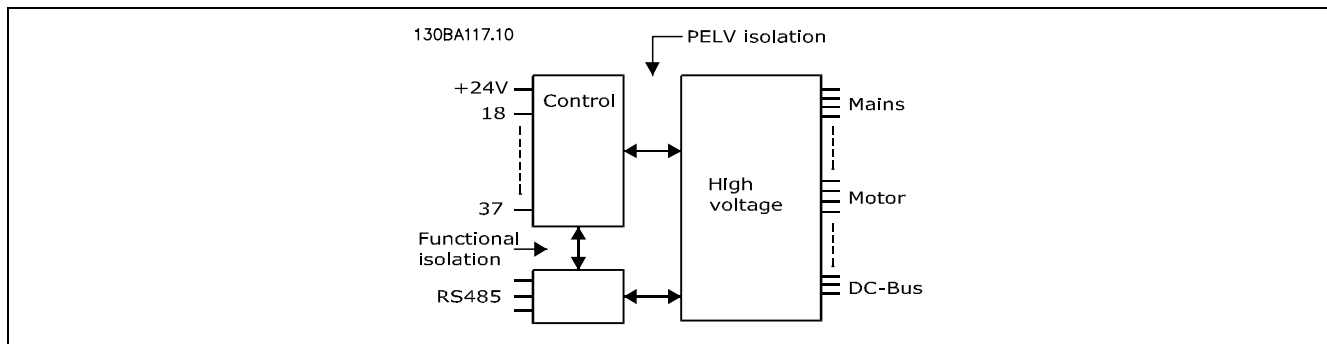 130BA117.10
PELV isolation
+24V
Control
18
Mains
High
voltage
Motor
37
Functional
isolation
RS485
DC-Bus